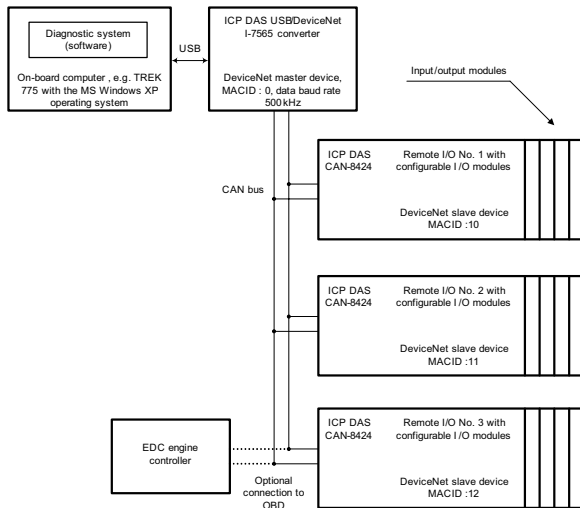 Diagnostic system
(software)
On-board computer , e.g. TREK
775 with the MS Windows XP
operating system
USB
ICP DAS USB/DeviceNet
I-7565 converter
DeviceNet master device,
MACID : 0, data baud rate
500 kHz
Input/output modules
CAN bus
ICP DAS
CAN-8424
Remote I/O No. 1 with
configurable I /O modules
DeviceNet slave device
MACID :10
ICP DAS
CAN-8424
Remote I/O No. 2 with
configurable I /O modules
DeviceNet slave device
MACID :11
ICP DAS
CAN-8424
Remote I/O No. 3 with
configurable I /O modules
DeviceNet slave device
MACID :12
EDC engine
controller
Optional
connection to
OBD